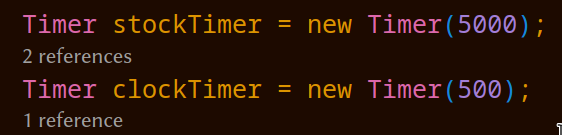 Timer stockTimer = new Timer(5000);
2 references
Timer clockTimer = new Timer(500);
1 reference